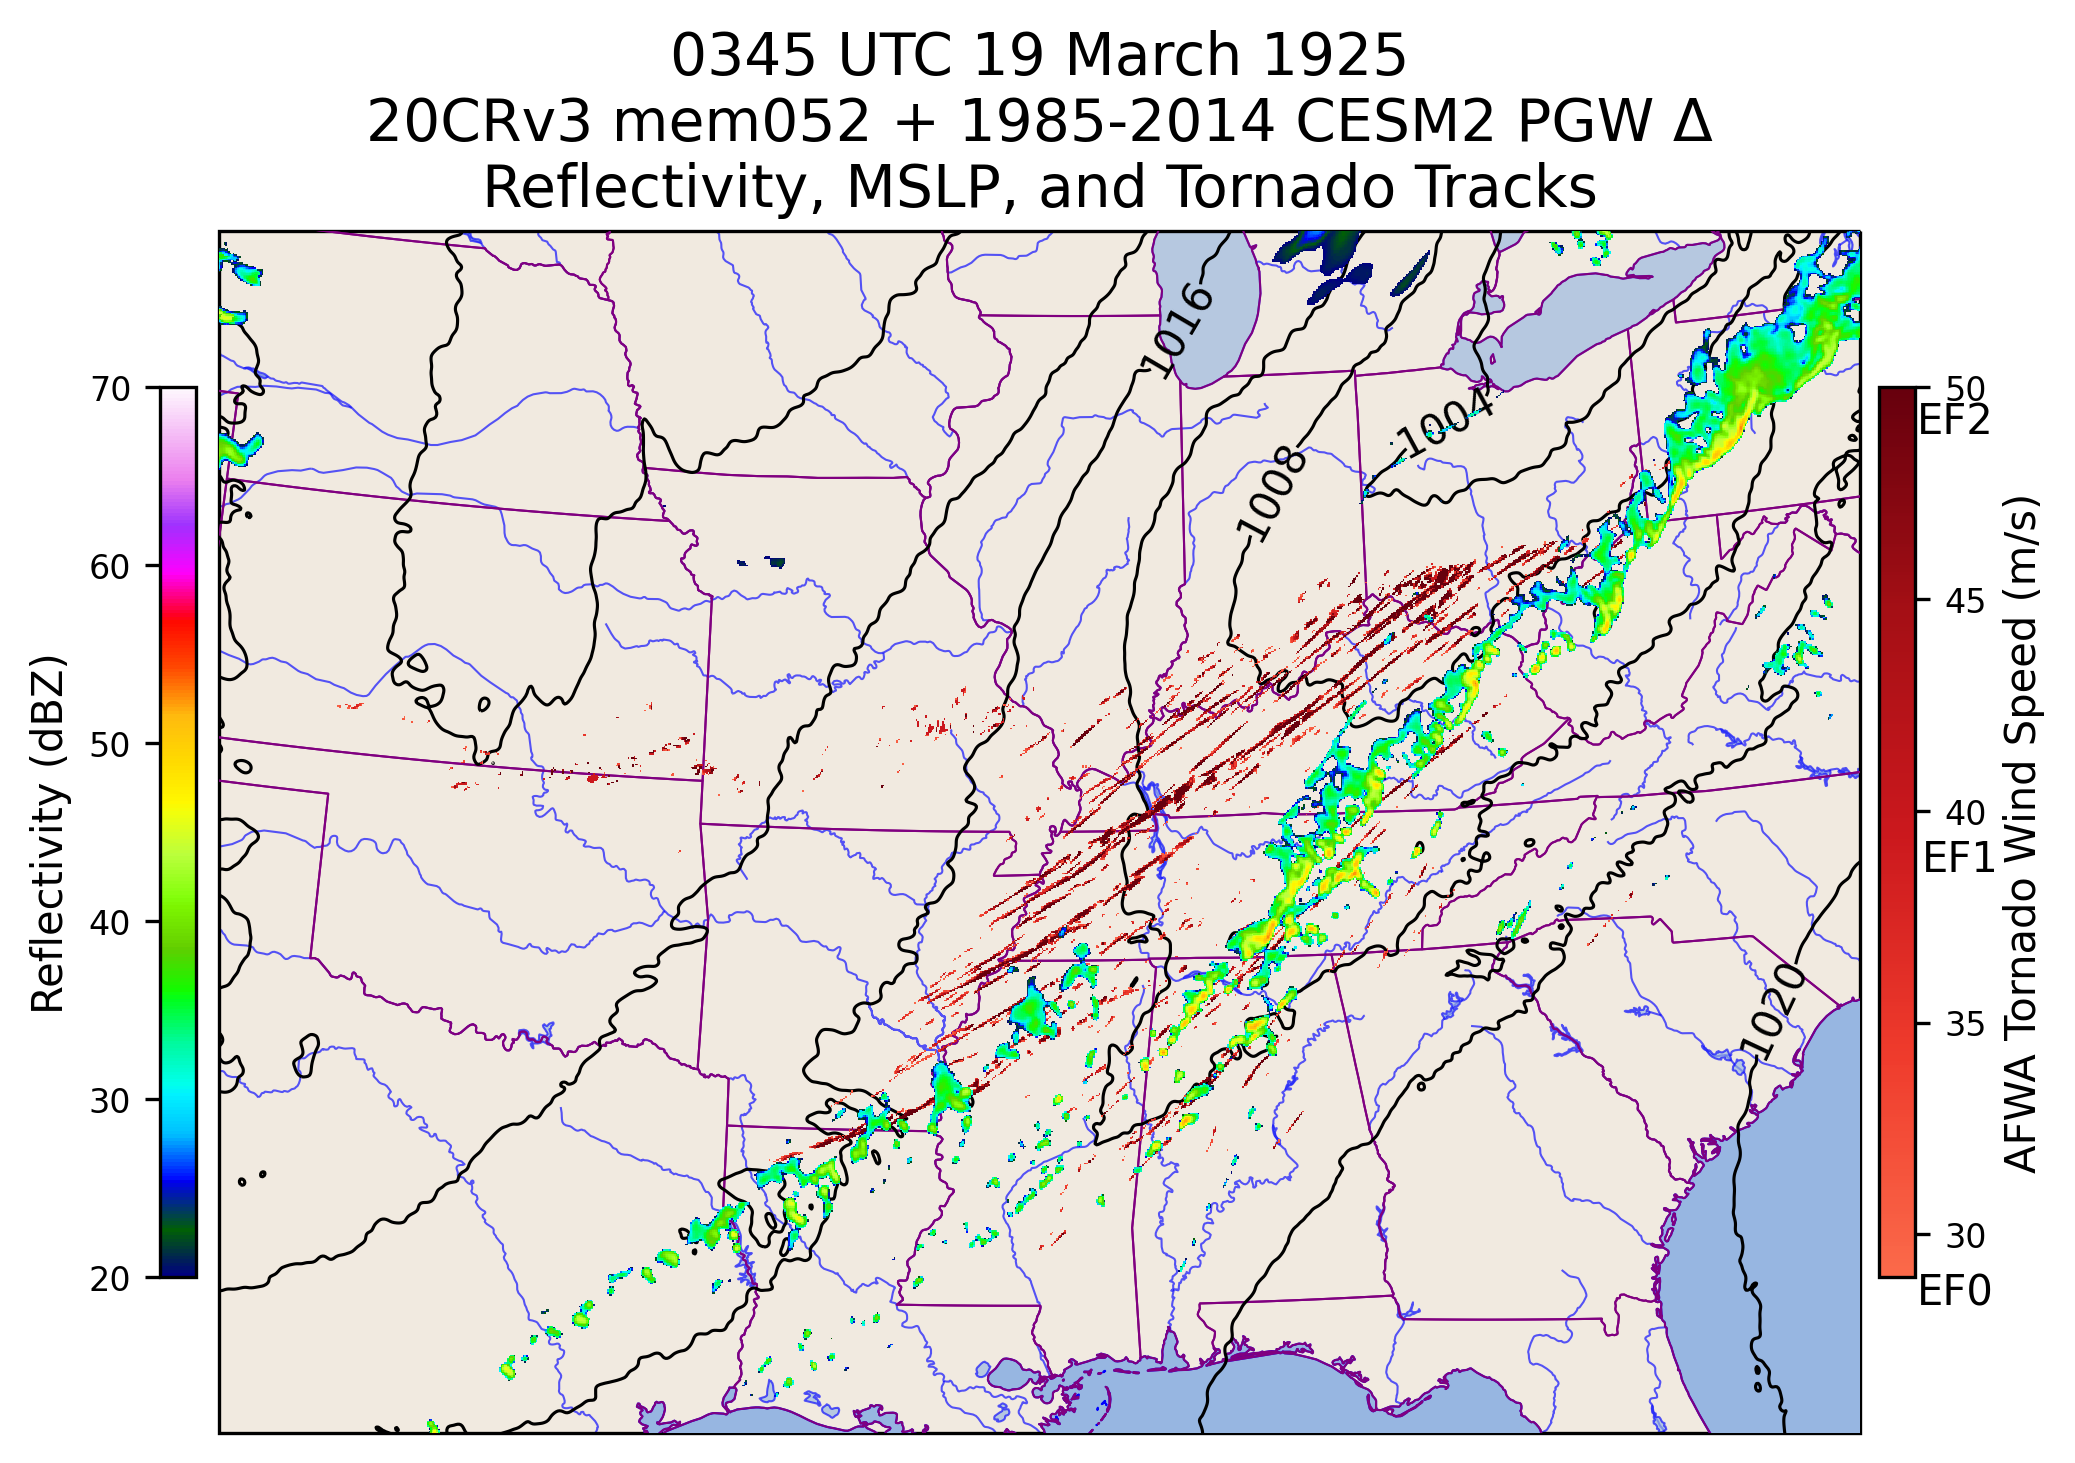 0345 UTC 19 March 1925
20CRv3 mem052 + 1985-2014 CESM2 PGW Δ
Reflectivity, MSLP, and Tornado Tracks
1016
1004
1008
1020
70
60
50
40
30
20
Reflectivity (dBZ)
50
EF2
45
40
EF1
35
30
EF0
AFWA Tornado Wind Speed (m/s)